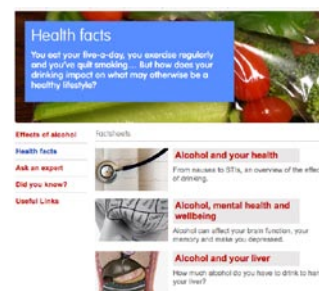 Health facts
You eat your five-a-day, you exercise regularly
and you've quit smoking... But how does your
drinking impact on what may otherwise be a
healthy lifestyle?
Effects of alcohol
Health facts
Ask an expert
Did you know?
Useful Links
Factsheets
Alcohol and your health
From nausea to STIs, an overview of the effec
of drinking.
Alcohol, mental health and
wellbeing
Alcohol can affect your brain function, your
memory and make you depressed.
Alcohol and your liver
How much alcohol do you have to drink to har
your liver?